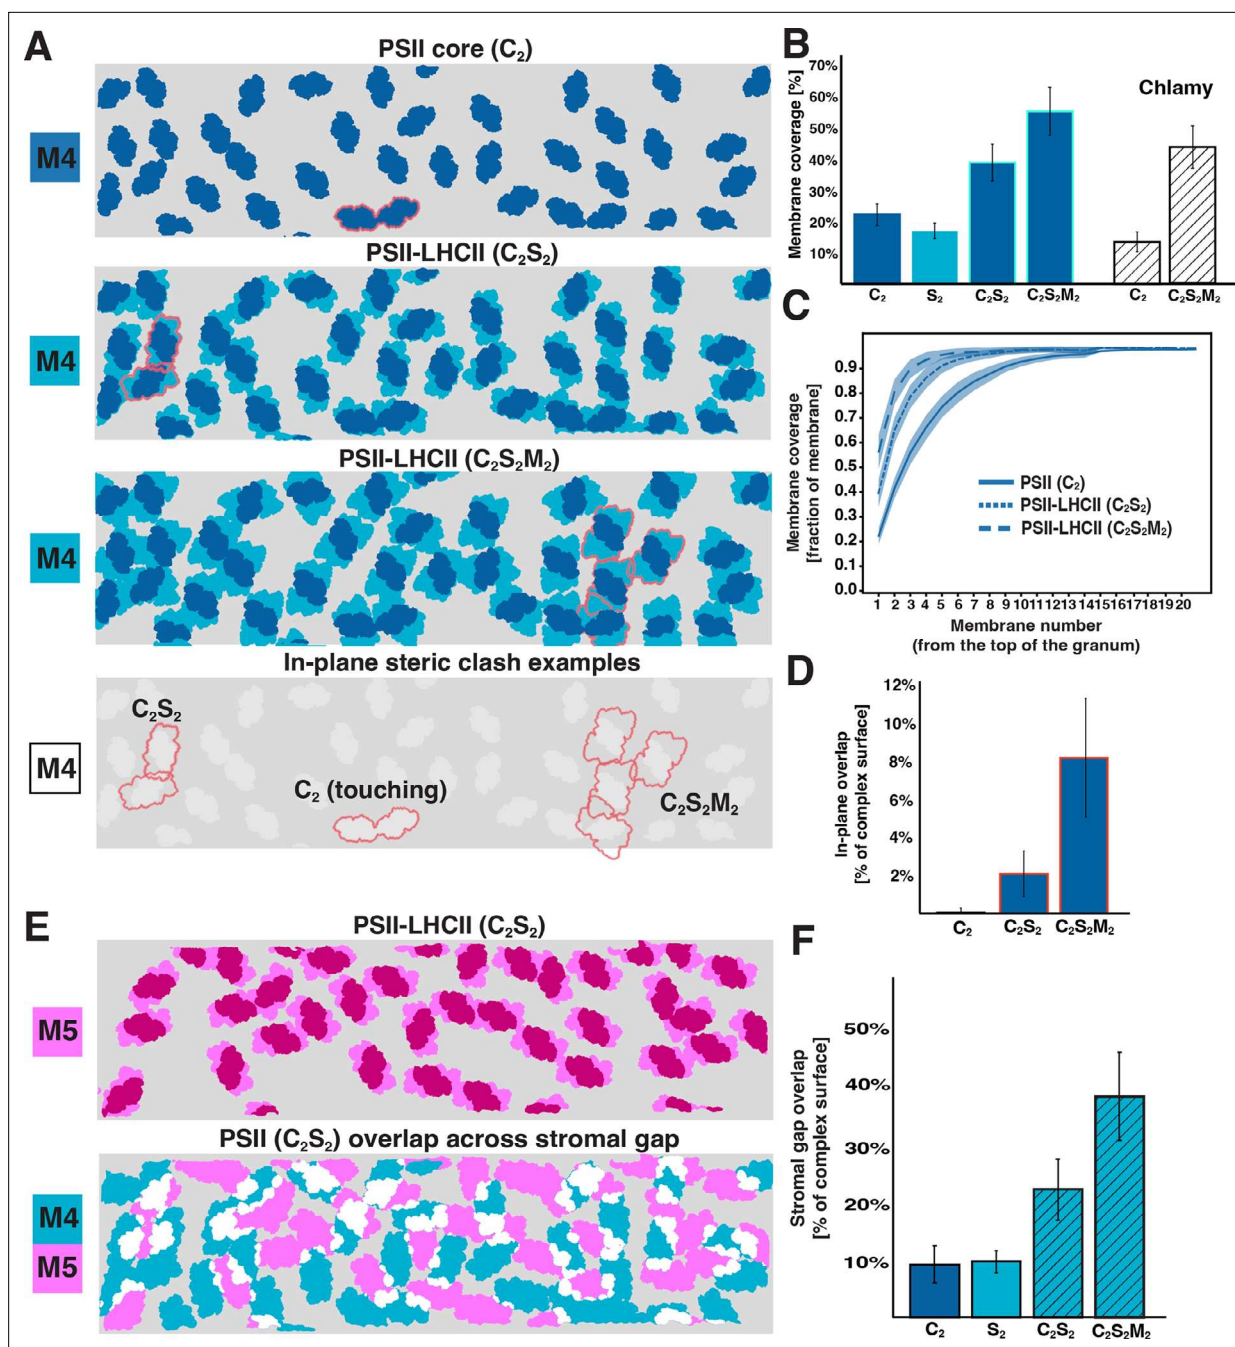 A
PSII core (C₂)
M4
PSII-LHCII (C₂S₂)
M4
PSII-LHCII (C₂S₂M₂)
M4
In-plane steric clash examples
M4
C₂S₂
C₂ (touching)
C₂S₂M₂
B
Membrane coverage [%]
70%
60%
50%
40%
30%
20%
10%
Chlamy
C₂ S₂ C₂S₂ C₂S₂M₂ C₂ C₂S₂M₂
C
Membrane coverage
[fraction of membrane]
0.9
0.8
0.7
0.6
0.5
0.4
0.3
0.2
0.1
0.0
PSII (C₂)
PSII-LHCII (C₂S₂)
PSII-LHCII (C₂S₂M₂)
1 2 3 4 5 6 7 8 9 10 11 12 13 14 15 16 17 18 19 20
Membrane number
(from the top of the granum)
D
In-plane overlap
[% of complex surface]
12%
10%
8%
6%
4%
2%
C₂ C₂S₂ C₂S₂M₂
E
PSII-LHCII (C₂S₂)
M5
PSII (C₂S₂) overlap across stromal gap
M4
M5
F
Stromal gap overlap
[% of complex surface]
50%
40%
30%
20%
10%
C₂ S₂ C₂S₂ C₂S₂M₂